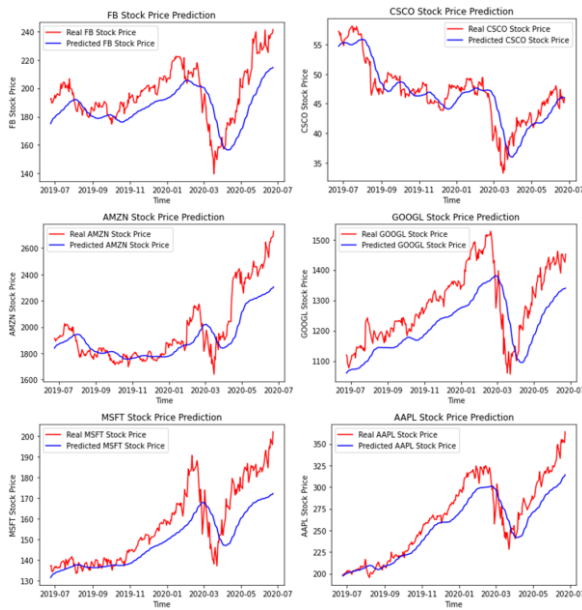 FB Stock Price Prediction
Real FB Stock Price
Predicted FB Stock Price
FB Stock Price
240
220
200
180
160
140
2019-07 2019-09 2019-11 2020-01 2020-03 2020-05 2020-07
Time
CSCO Stock Price Prediction
Real CSCO Stock Price
Predicted CSCO Stock Price
CSCO Stock Price
55
50
45
40
35
2019-07 2019-09 2019-11 2020-01 2020-03 2020-05 2020-07
Time
AMZN Stock Price Prediction
Real AMZN Stock Price
Predicted AMZN Stock Price
AMZN Stock Price
2600
2400
2200
2000
1800
1600
2019-07 2019-09 2019-11 2020-01 2020-03 2020-05 2020-07
Time
GOOGL Stock Price Prediction
Real GOOGL Stock Price
Predicted GOOGL Stock Price
GOOGL Stock Price
1500
1400
1300
1200
1100
2019-07 2019-09 2019-11 2020-01 2020-03 2020-05 2020-07
Time
MSFT Stock Price Prediction
Real MSFT Stock Price
Predicted MSFT Stock Price
MSFT Stock Price
200
190
180
170
160
150
140
130
2019-07 2019-09 2019-11 2020-01 2020-03 2020-05 2020-07
Time
AAPL Stock Price Prediction
Real AAPL Stock Price
Predicted AAPL Stock Price
AAPL Stock Price
350
325
300
275
250
225
200
2019-07 2019-09 2019-11 2020-01 2020-03 2020-05 2020-07
Time